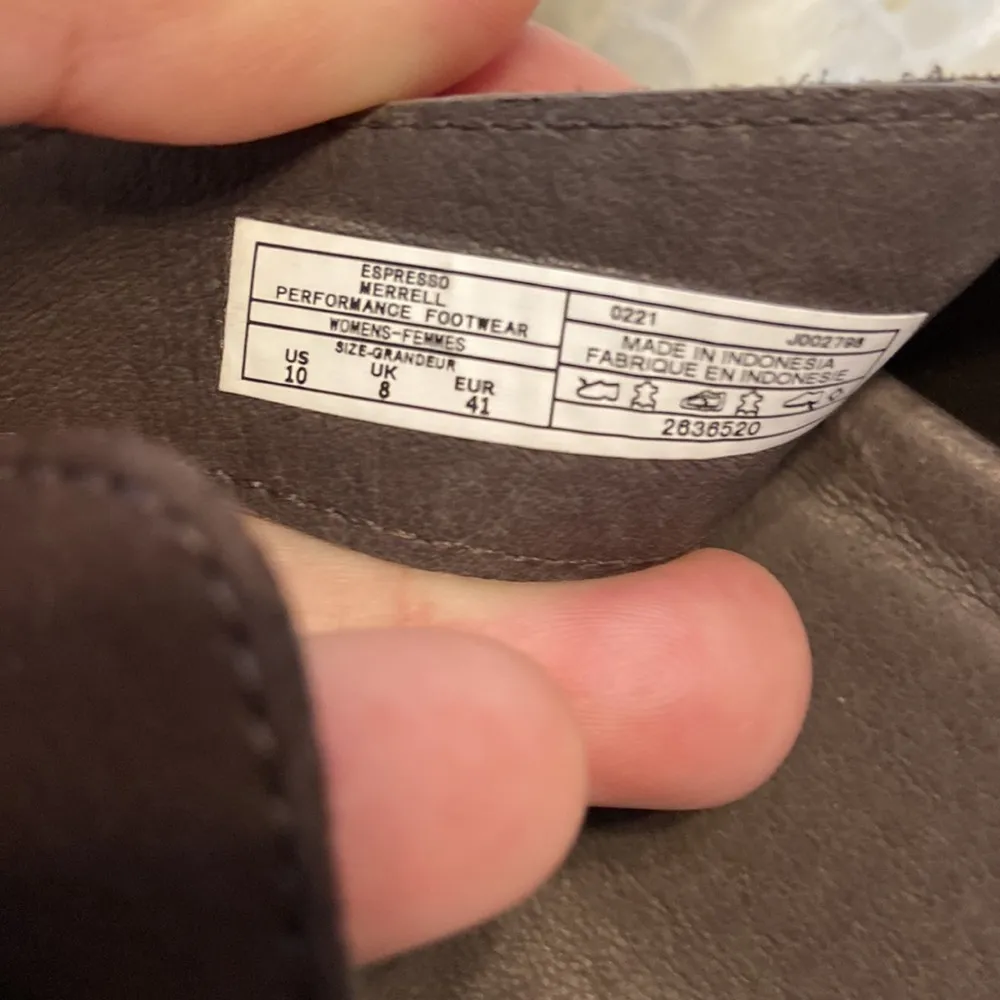 ESPRESSO
MERRELL
PERFORMANCE FOOTWEAR
WOMENS-FEMMES
SIZE-GRANDEUR
US UK EUR
10 8 41
0221 J002798
MADE IN INDONESIA
FABRIQUE EN INDONESIE
2636520